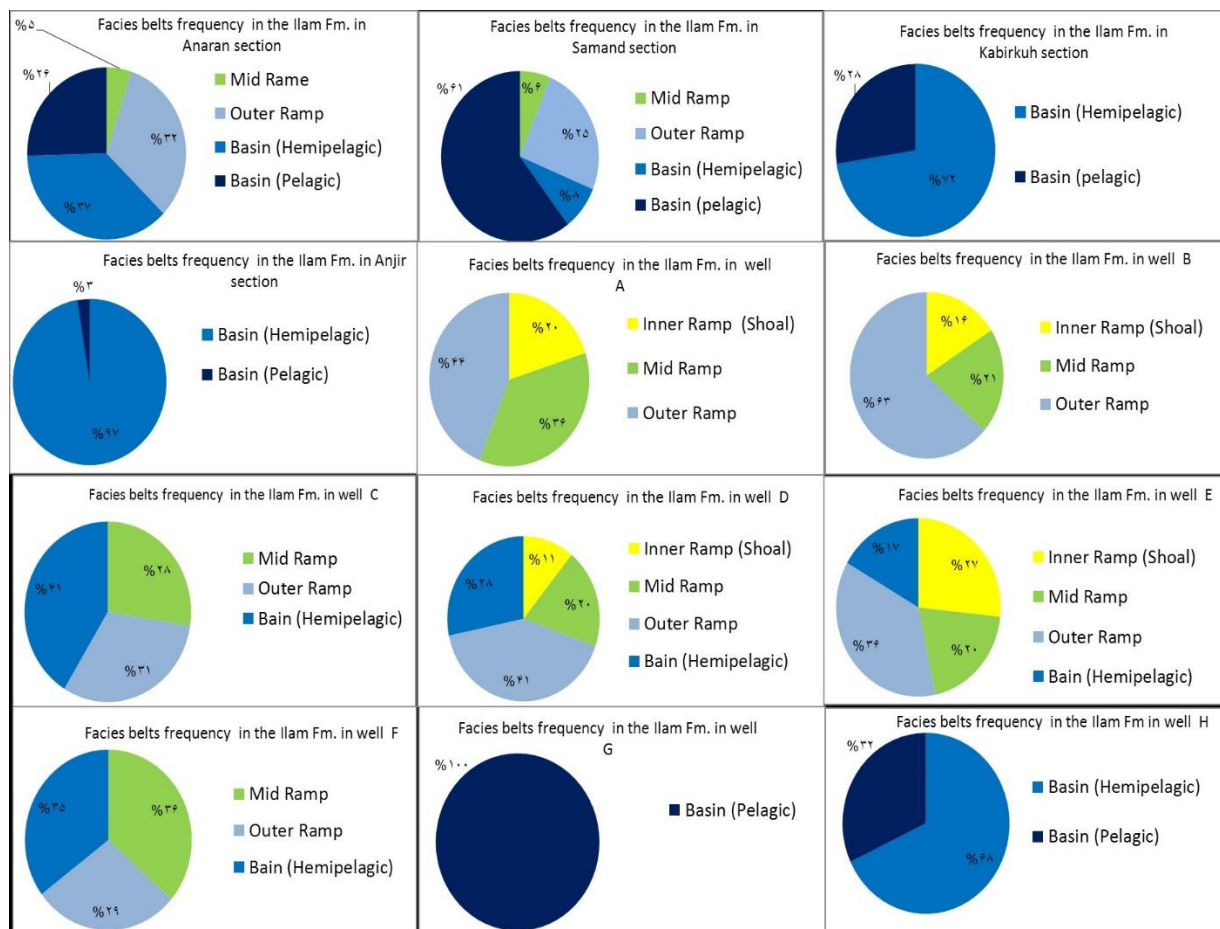 Facies belts frequency in the Ilam Fm. in
Anaran section
%۵
%۲۶
%۳۲
%۳۷
Mid Rame
Outer Ramp
Basin (Hemipelagic)
Basin (Pelagic)
Facies belts frequency in the Ilam Fm. in
Samand section
%۶۱
%۶
%۲۵
%۸
Mid Ramp
Outer Ramp
Basin (Hemipelagic)
Basin (pelagic)
Facies belts frequency in the Ilam Fm. in
Kabirkuh section
%۲۸
%۷۲
Basin (Hemipelagic)
Basin (pelagic)
Facies belts frequency in the Ilam Fm. in Anjir
section
%۳
%۹۷
Basin (Hemipelagic)
Basin (Pelagic)
Facies belts frequency in the Ilam Fm. in well
A
%۲۰
%۴۴
%۳۶
Inner Ramp (Shoal)
Mid Ramp
Outer Ramp
Facies belts frequency in the Ilam Fm. in well B
%۱۶
%۲۱
%۶۳
Inner Ramp (Shoal)
Mid Ramp
Outer Ramp
Facies belts frequency in the Ilam Fm. in well C
%۲۸
%۴۱
%۳۱
Mid Ramp
Outer Ramp
Bain (Hemipelagic)
Facies belts frequency in the Ilam Fm. in well D
%۱۱
%۲۸
%۲۰
%۴۱
Inner Ramp (Shoal)
Mid Ramp
Outer Ramp
Bain (Hemipelagic)
Facies belts frequency in the Ilam Fm. in well E
%۱۷
%۲۷
%۳۶
%۲۰
Inner Ramp (Shoal)
Mid Ramp
Outer Ramp
Bain (Hemipelagic)
Facies belts frequency in the Ilam Fm. in well F
%۳۵
%۳۶
%۲۹
Mid Ramp
Outer Ramp
Bain (Hemipelagic)
Facies belts frequency in the Ilam Fm. in well
G
%۱۰۰
Basin (Pelagic)
Facies belts frequency in the Ilam Fm in well H
%۳۲
%۶۸
Basin (Hemipelagic)
Basin (Pelagic)